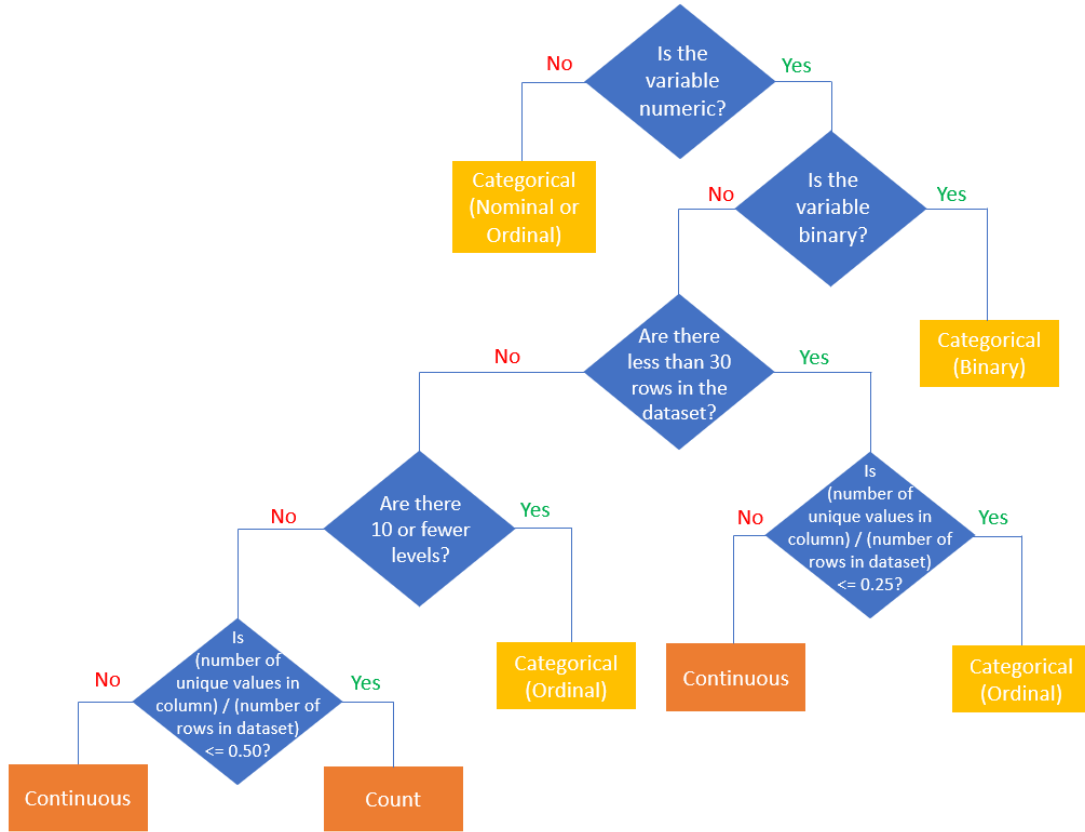 Is the
variable
numeric?
No
Yes
Categorical
(Nominal or
Ordinal)
Is the
variable
binary?
No
Yes
Categorical
(Binary)
Are there
less than 30
rows in the
dataset?
No
Yes
Are there
10 or fewer
levels?
No
Yes
Is
(number of
unique values in
column) / (number of
rows in dataset)
<= 0.25?
No
Yes
Categorical
(Ordinal)
Continuous
Categorical
(Ordinal)
Is
(number of
unique values in
column) / (number of
rows in dataset)
<= 0.50?
No
Yes
Continuous
Count